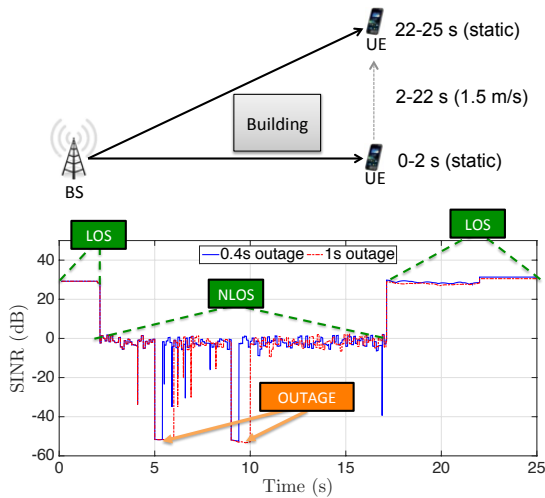 UE
22-25 s (static)
2-22 s (1.5 m/s)
Building
BS
UE
0-2 s (static)
LOS
LOS
0.4s outage
1s outage
NLOS
OUTAGE
SINR (dB)
40
20
0
-20
-40
-60
0
5
10
15
20
25
Time (s)